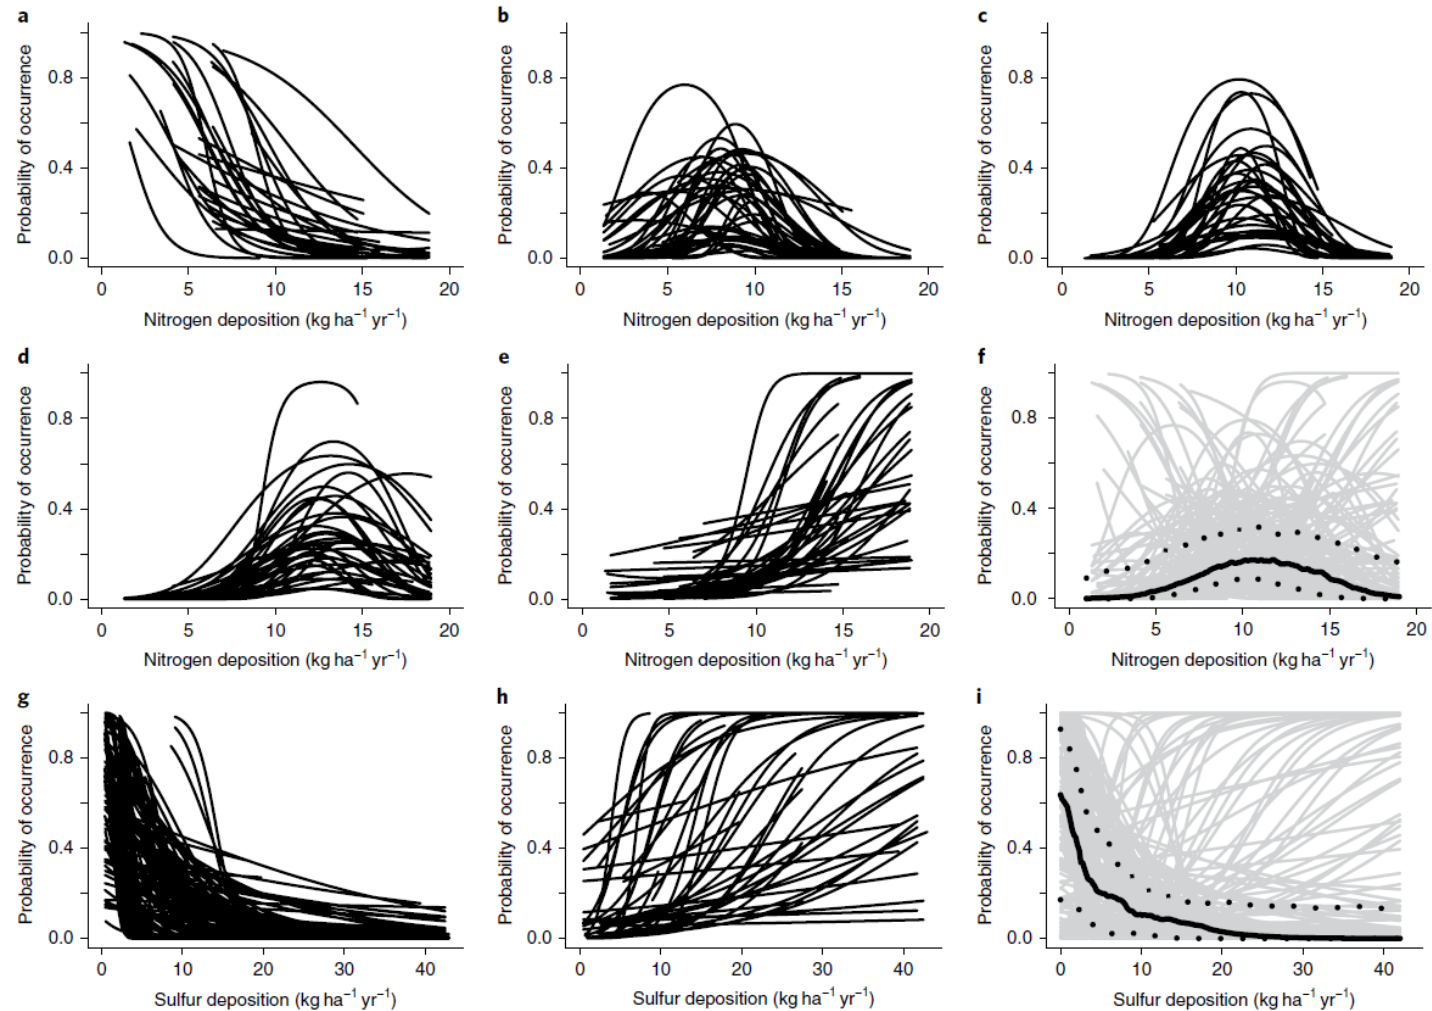 a
b
c
Probability of occurrence
0.8
0.4
0.0
0 5 10 15 20
Nitrogen deposition (kg ha⁻¹ yr⁻¹)
Probability of occurrence
0.8
0.4
0.0
0 5 10 15 20
Nitrogen deposition (kg ha⁻¹ yr⁻¹)
Probability of occurrence
0.8
0.4
0.0
0 5 10 15 20
Nitrogen deposition (kg ha⁻¹ yr⁻¹)
d
e
f
Probability of occurrence
0.8
0.4
0.0
0 5 10 15 20
Nitrogen deposition (kg ha⁻¹ yr⁻¹)
Probability of occurrence
0.8
0.4
0.0
0 5 10 15 20
Nitrogen deposition (kg ha⁻¹ yr⁻¹)
Probability of occurrence
0.8
0.4
0.0
0 5 10 15 20
Nitrogen deposition (kg ha⁻¹ yr⁻¹)
g
h
i
Probability of occurrence
0.8
0.4
0.0
0 10 20 30 40
Sulfur deposition (kg ha⁻¹ yr⁻¹)
Probability of occurrence
0.8
0.4
0.0
0 10 20 30 40
Sulfur deposition (kg ha⁻¹ yr⁻¹)
Probability of occurrence
0.8
0.4
0.0
0 10 20 30 40
Sulfur deposition (kg ha⁻¹ yr⁻¹)